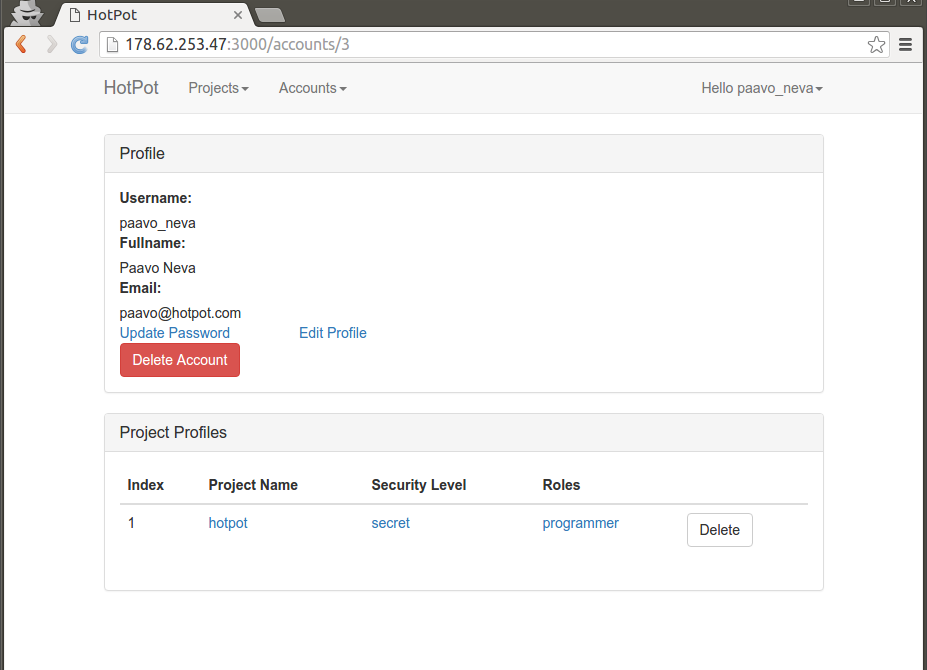 HotPot
178.62.253.47:3000/accounts/3
HotPot Projects Accounts Hello paavo_neva
Profile
Username:
paavo_neva
Fullname:
Paavo Neva
Email:
paavo@hotpot.com
Update Password Edit Profile
Delete Account
Project Profiles
Index Project Name Security Level Roles
1 hotpot secret programmer Delete